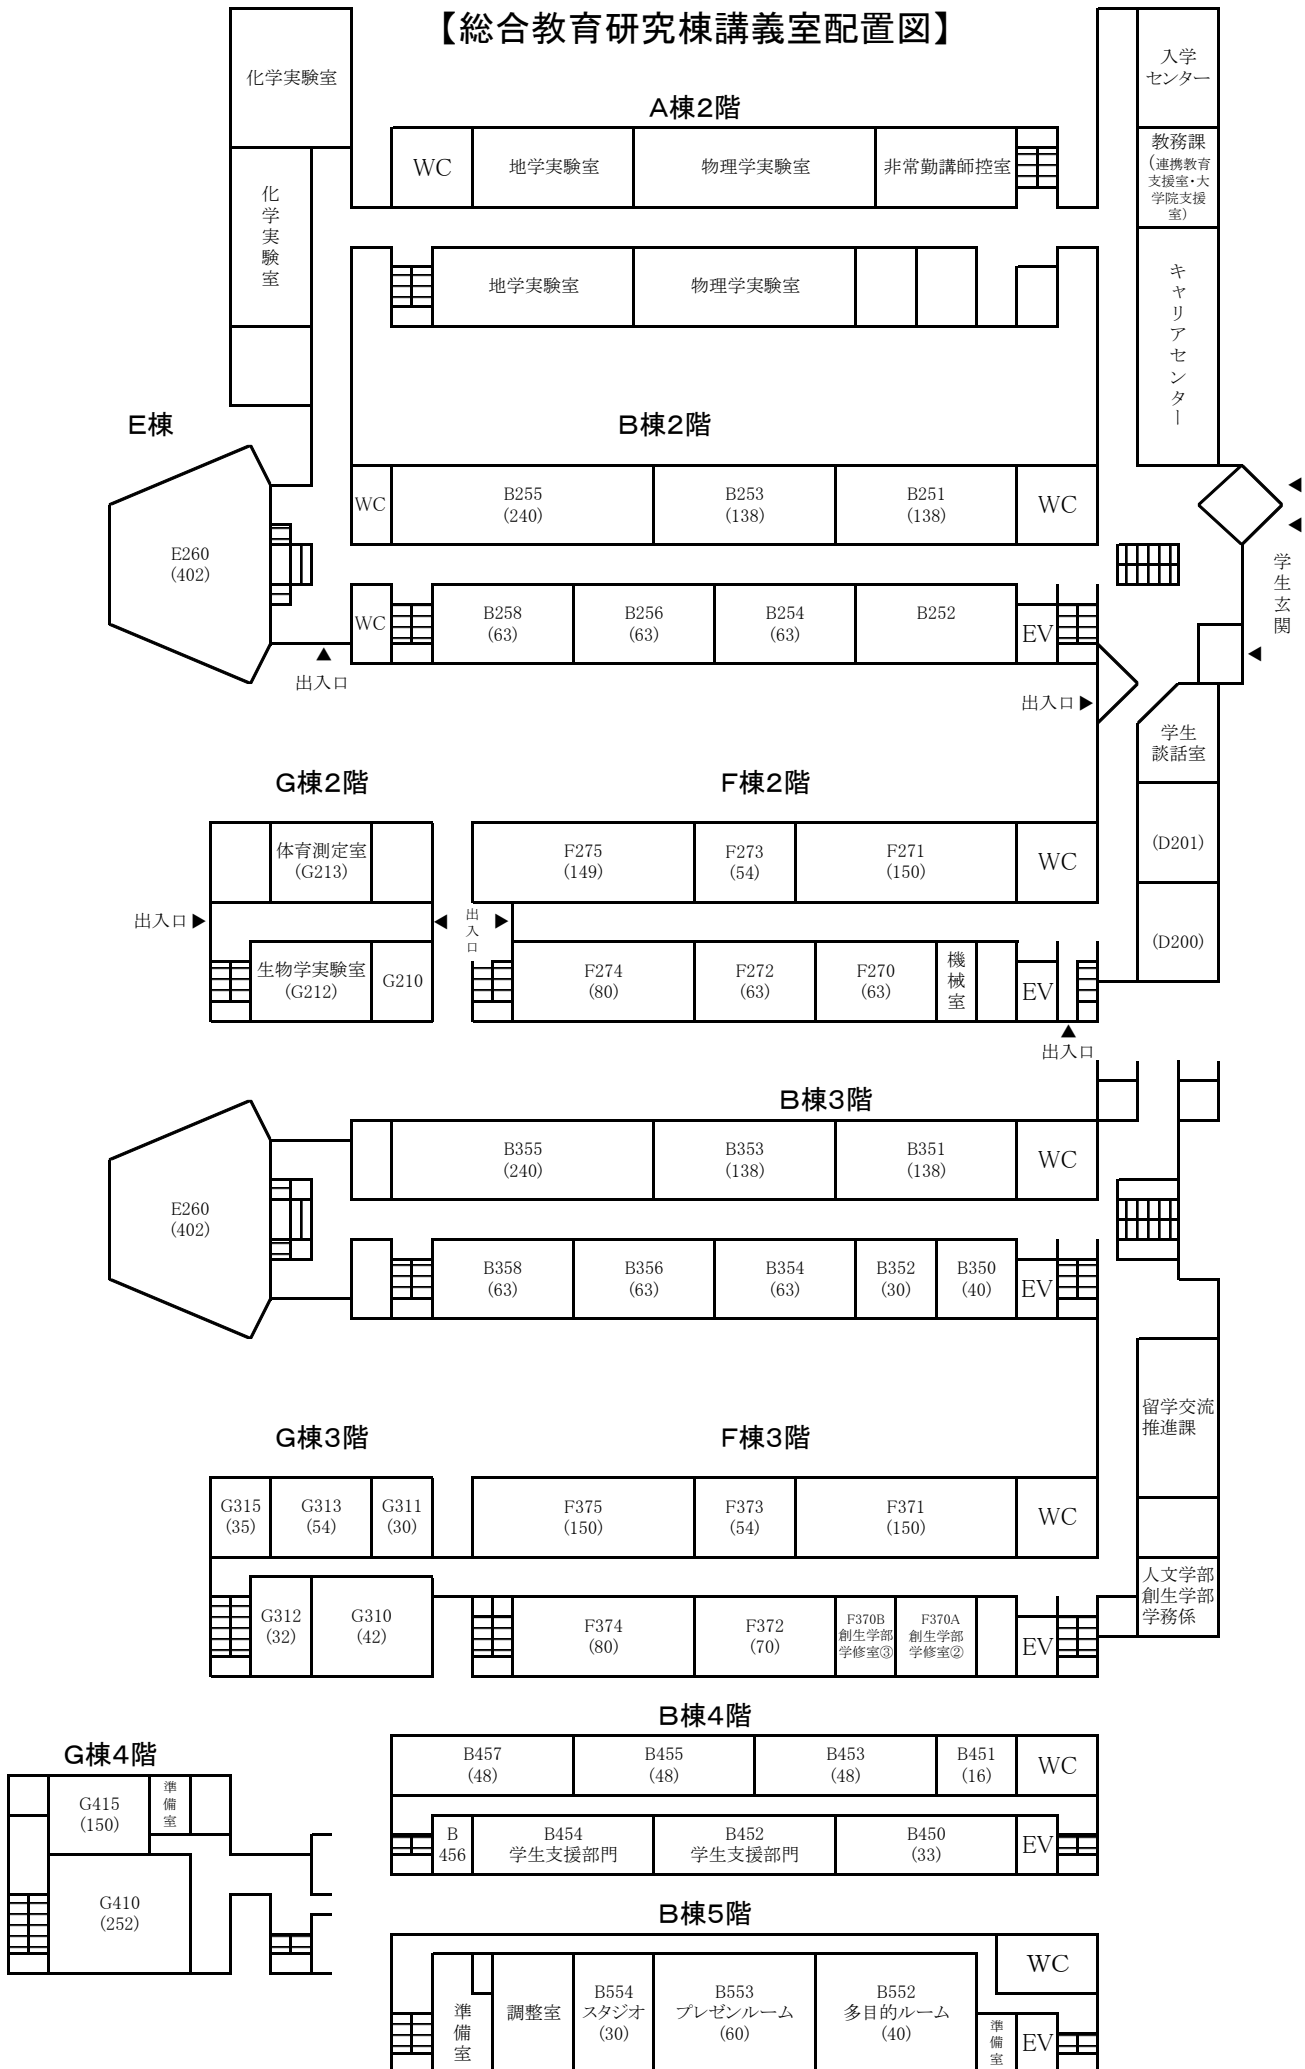 【総合教育研究棟講義室配置図】
化学実験室
入学
センター
A棟2階
教務課
(連携教育
支援室・大
学院支援
室)
WC
地学実験室
物理学実験室
非常勤講師控室
化
学
実
験
室
キ
ャ
リ
ア
セ
ン
タ
ー
地学実験室
物理学実験室
E棟
B棟2階
WC
B255
(240)
B253
(138)
B251
(138)
WC
E260
(402)
学
生
玄
関
WC
B258
(63)
B256
(63)
B254
(63)
B252
EV
出入口
出入口
学生
談話室
G棟2階
F棟2階
体育測定室
(G213)
F275
(149)
F273
(54)
F271
(150)
WC
(D201)
出入口
出
入
口
(D200)
生物学実験室
(G212)
G210
F274
(80)
F272
(63)
F270
(63)
機
械
室
EV
出入口
B棟3階
B355
(240)
B353
(138)
B351
(138)
WC
E260
(402)
B358
(63)
B356
(63)
B354
(63)
B352
(30)
B350
(40)
EV
留学交流
推進課
G棟3階
F棟3階
G315
(35)
G313
(54)
G311
(30)
F375
(150)
F373
(54)
F371
(150)
WC
人文学部
創生学部
学務係
G312
(32)
G310
(42)
F374
(80)
F372
(70)
F370B
創生学部
学修室③
F370A
創生学部
学修室②
EV
B棟4階
G棟4階
B457
(48)
B455
(48)
B453
(48)
B451
(16)
WC
G415
(150)
準
備
室
B
456
B454
学生支援部門
B452
学生支援部門
B450
(33)
EV
G410
(252)
B棟5階
WC
準
備
室
調整室
B554
スタジオ
(30)
B553
プレゼンルーム
(60)
B552
多目的ルーム
(40)
準
備
室
EV